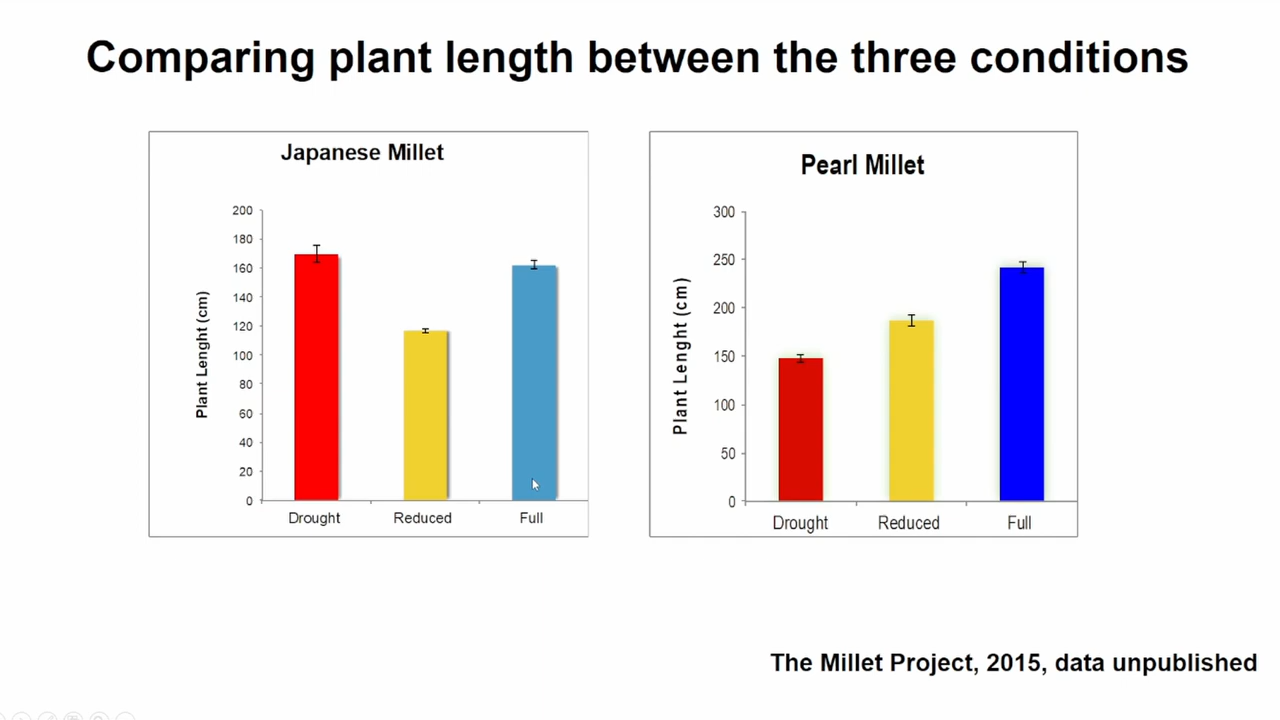 Comparing plant length between the three conditions
Japanese Millet
200
180
160
140
120
100
80
60
40
20
0
Plant Lenght (cm)
Drought Reduced Full
Pearl Millet
300
250
200
150
100
50
0
Plant Lenght (cm)
Drought Reduced Full
The Millet Project, 2015, data unpublished